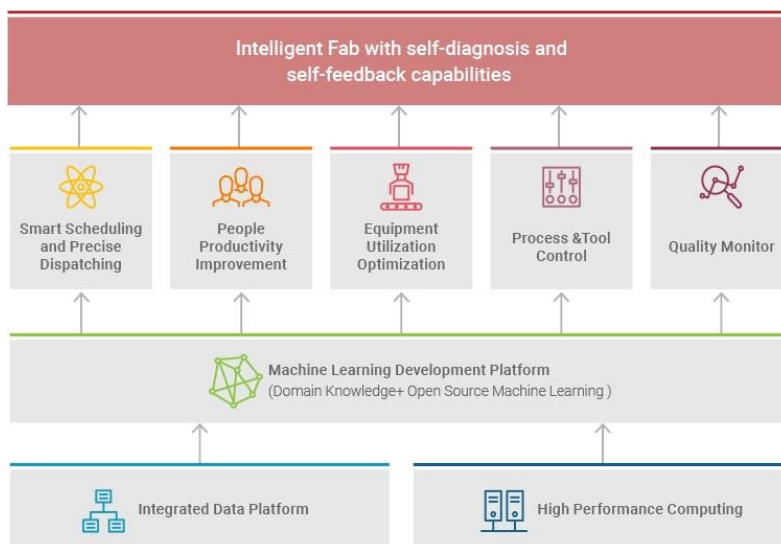 Intelligent Fab with self-diagnosis and
self-feedback capabilities
Smart Scheduling
and Precise
Dispatching
People
Productivity
Improvement
Equipment
Utilization
Optimization
Process &Tool
Control
Quality Monitor
Machine Learning Development Platform
(Domain Knowledge+ Open Source Machine Learning )
Integrated Data Platform
High Performance Computing